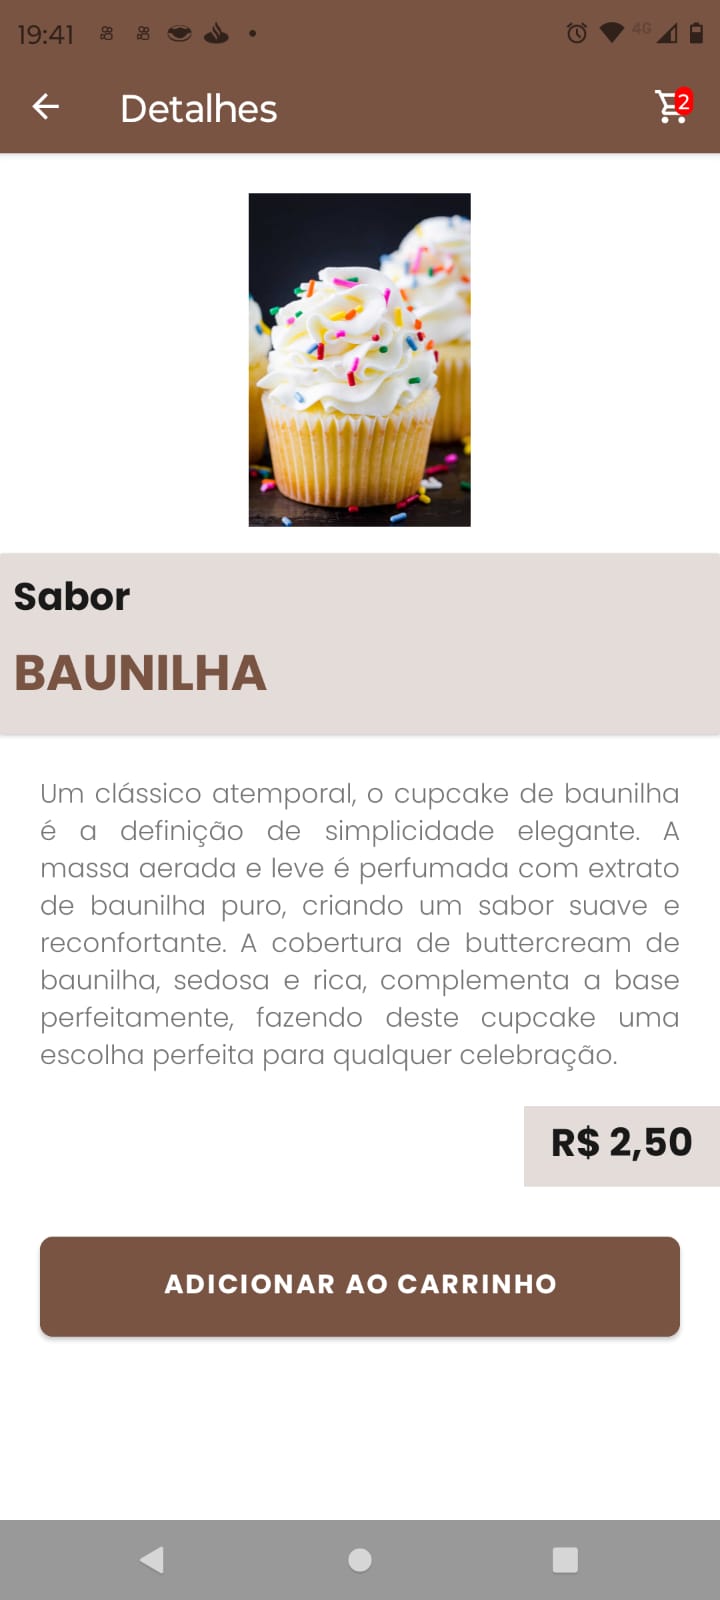 19:41
4G
Detalhes
2
Sabor
BAUNILHA
Um clássico atemporal, o cupcake de baunilha
é a definição de simplicidade elegante. A
massa aerada e leve é perfumada com extrato
de baunilha puro, criando um sabor suave e
reconfortante. A cobertura de buttercream de
baunilha, sedosa e rica, complementa a base
perfeitamente, fazendo deste cupcake uma
escolha perfeita para qualquer celebração.
R$ 2,50
ADICIONAR AO CARRINHO